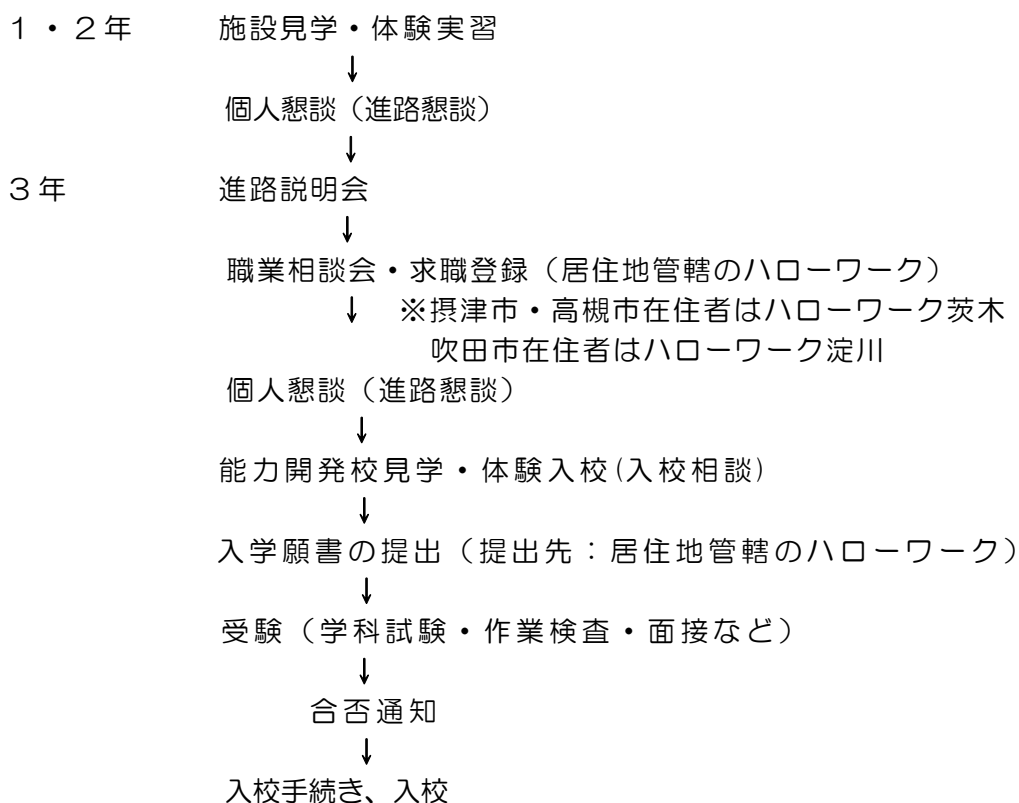 １・２年　施設見学・体験実習
↓
個人懇談（進路懇談）
↓
３年　進路説明会
↓
職業相談会・求職登録（居住地管轄のハローワーク）
↓　※摂津市・高槻市在住者はハローワーク茨木
吹田市在住者はハローワーク淀川
個人懇談（進路懇談）
↓
能力開発校見学・体験入校(入校相談)
↓
入学願書の提出（提出先：居住地管轄のハローワーク）
↓
受験（学科試験・作業検査・面接など）
↓
合否通知
↓
入校手続き、入校